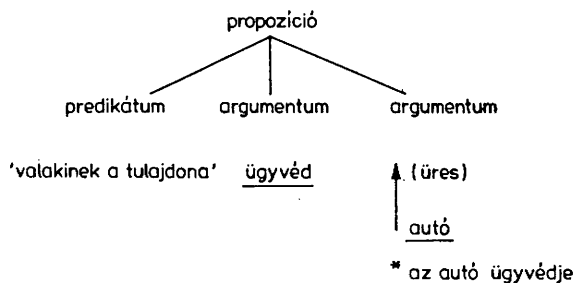 propozíció
predikátum argumentum argumentum
'valakinek a tulajdona' ügyvéd (üres)
autó
* az autó ügyvédje